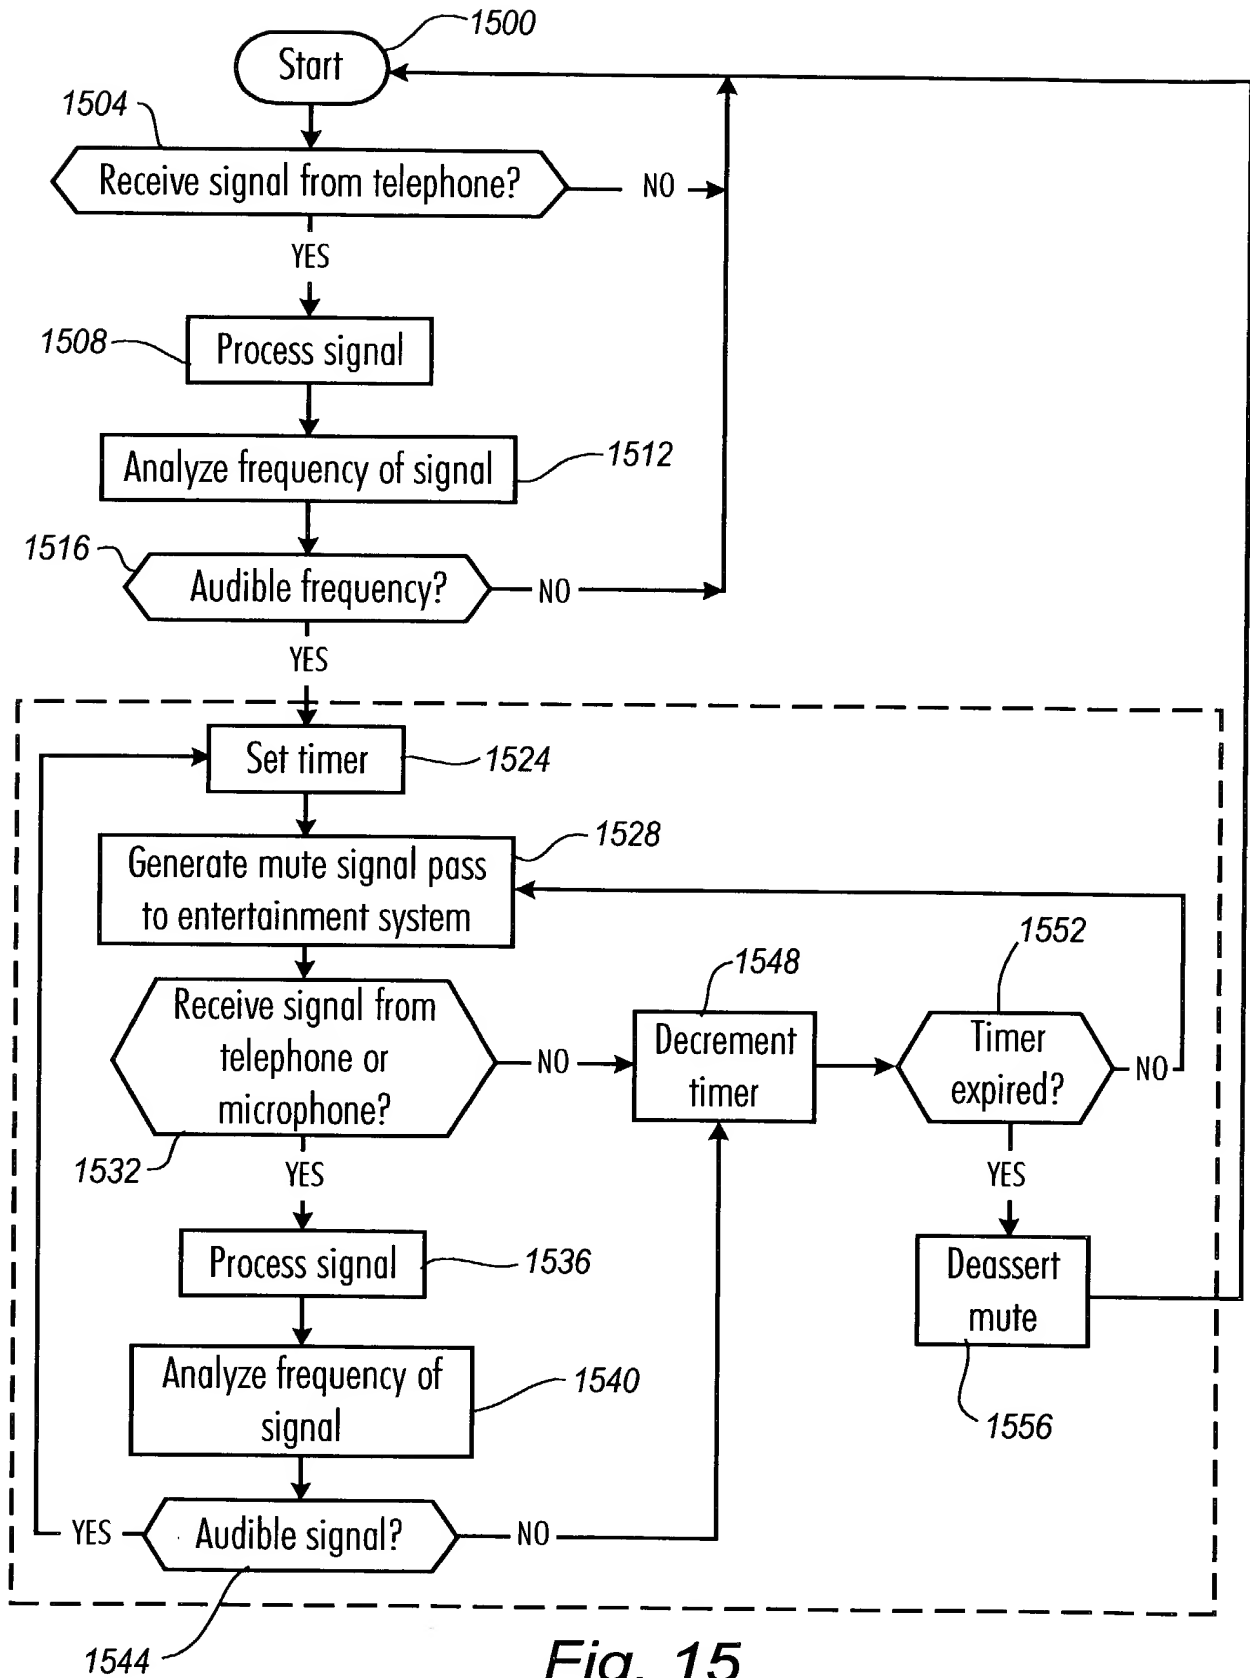 1500
Start
1504
Receive signal from telephone?
NO
YES
1508
Process signal
Analyze frequency of signal
1512
1516
Audible frequency?
NO
YES
Set timer
1524
Generate mute signal pass
to entertainment system
1528
Receive signal from
telephone or
microphone?
1532
NO
1548
Decrement
timer
1552
Timer
expired?
NO
YES
YES
Process signal
1536
Deassert
mute
1556
Analyze frequency of
signal
1540
YES
Audible signal?
NO
1544
Fig. 15